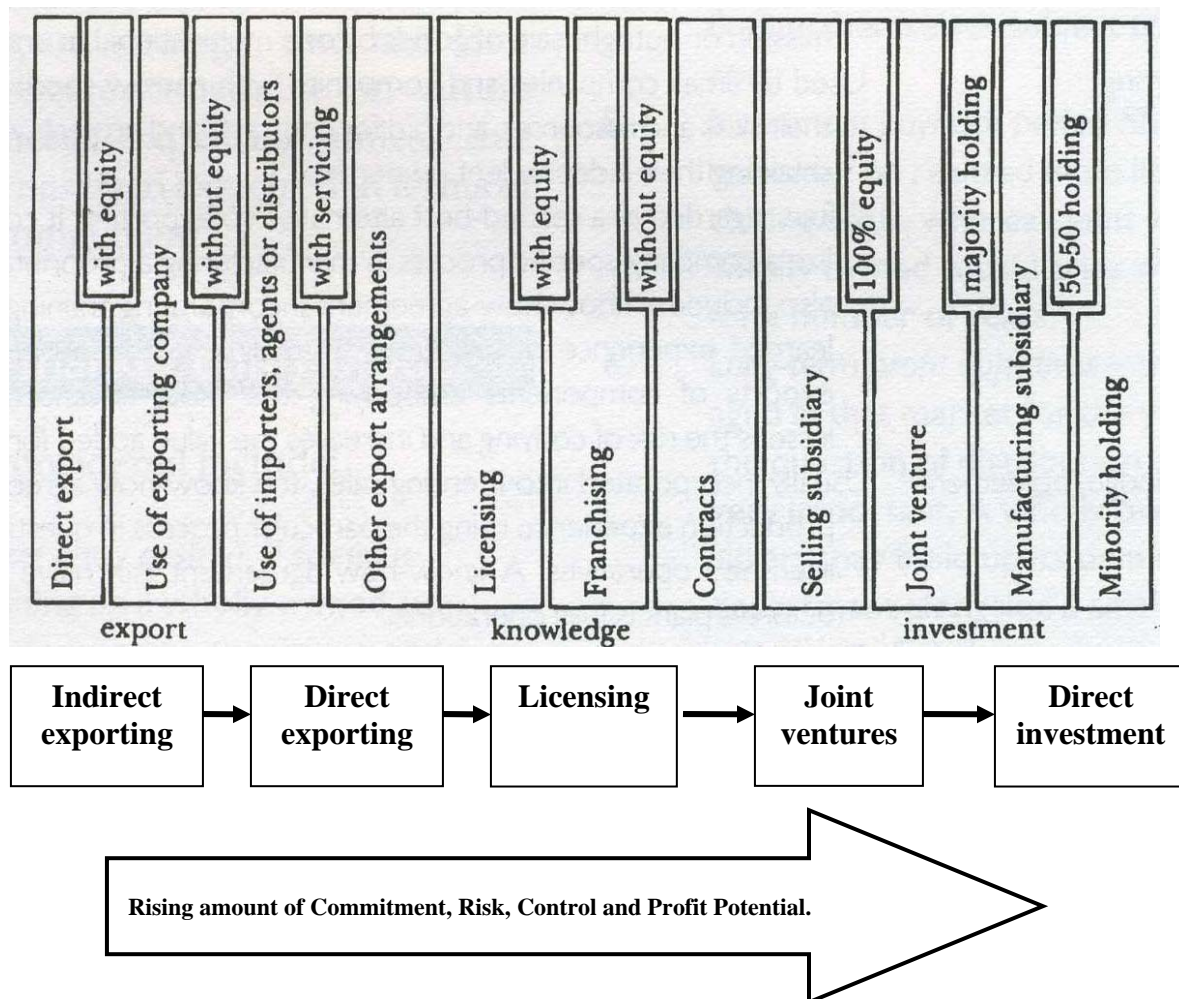 Direct export
with equity
Use of exporting company
without equity
Use of importers, agents or distributors
with servicing
Other export arrangements
Licensing
with equity
Franchising
without equity
Contracts
Selling subsidiary
100% equity
Joint venture
majority holding
Manufacturing subsidiary
50-50 holding
Minority holding
export
knowledge
investment
Indirect
exporting
Direct
exporting
Licensing
Joint
ventures
Direct
investment
Rising amount of Commitment, Risk, Control and Profit Potential.